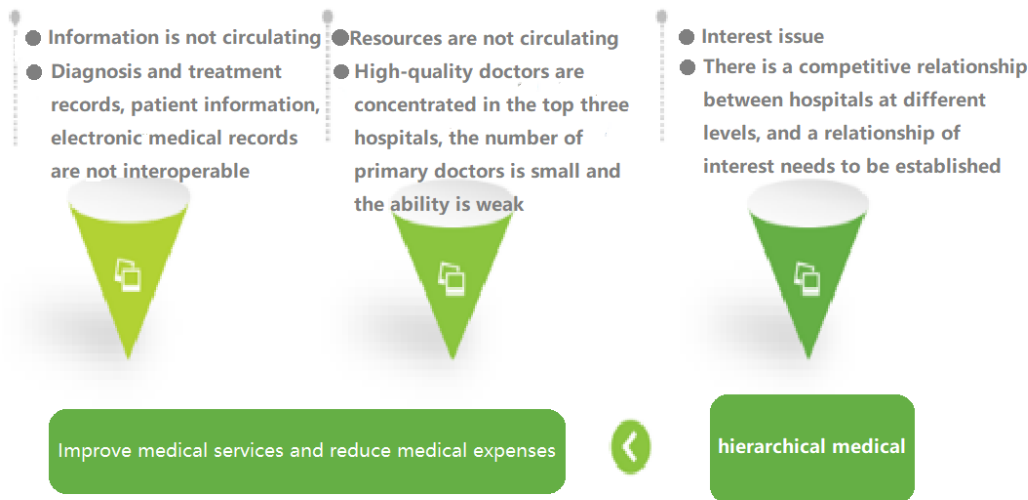 Information is not circulating
Diagnosis and treatment
records, patient information,
electronic medical records
are not interoperable
Resources are not circulating
High-quality doctors are
concentrated in the top three
hospitals, the number of
primary doctors is small and
the ability is weak
Interest issue
There is a competitive relationship
between hospitals at different
levels, and a relationship of
interest needs to be established
Improve medical services and reduce medical expenses
hierarchical medical